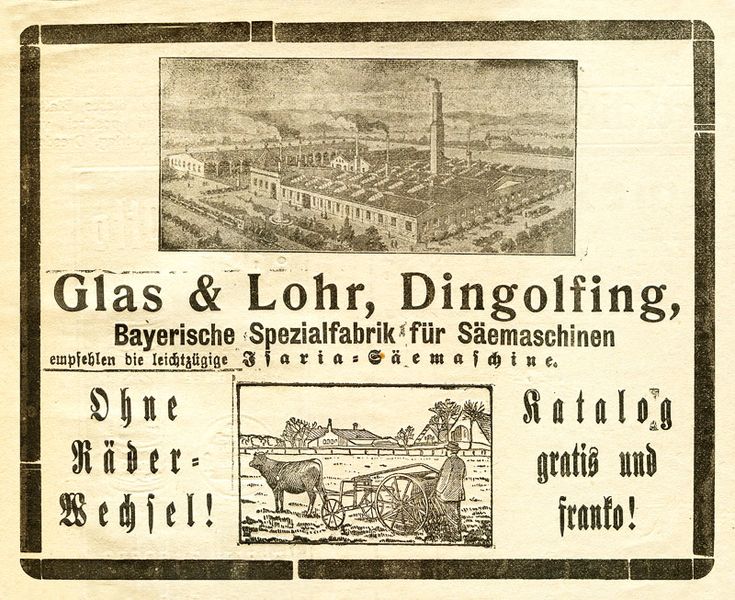 Glas & Lohr, Dingolfing,
Bayerische Spezialfabrik für Säemaschinen
empfehlen die leichtzügige Isaria-Säemaschine.
Ohne
Räder-
Wechsel!
Katalog
gratis und
franko!